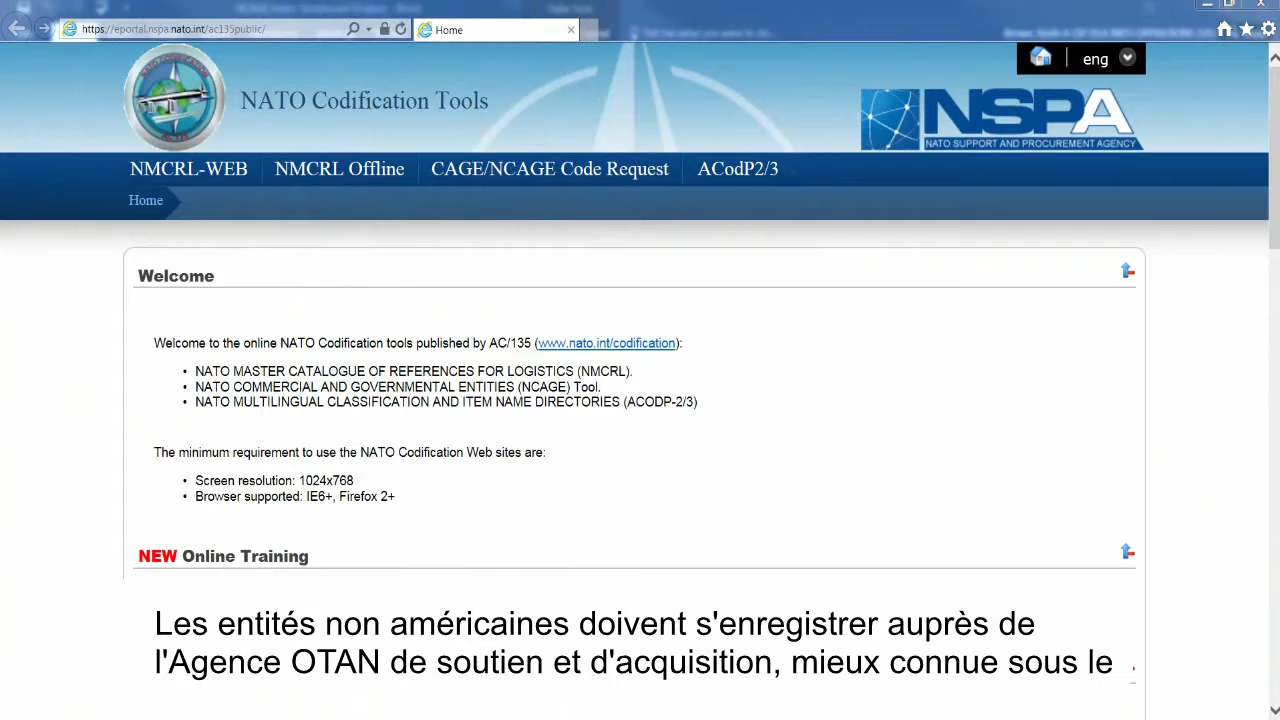 https://eportal.nspa.nato.int/ac135public/
Home
eng
NATO Codification Tools
NSPA
NATO SUPPORT AND PROCUREMENT AGENCY
NMCRL-WEB
NMCRL Offline
CAGE/NCAGE Code Request
ACodP2/3
Home
Welcome
Welcome to the online NATO Codification tools published by AC/135 (www.nato.int/codification):
• NATO MASTER CATALOGUE OF REFERENCES FOR LOGISTICS (NMCRL).
• NATO COMMERCIAL AND GOVERNMENTAL ENTITIES (NCAGE) Tool.
• NATO MULTILINGUAL CLASSIFICATION AND ITEM NAME DIRECTORIES (ACODP-2/3)
The minimum requirement to use the NATO Codification Web sites are:
• Screen resolution: 1024x768
• Browser supported: IE6+, Firefox 2+
NEW Online Training
Les entités non américaines doivent s'enregistrer auprès de
l'Agence OTAN de soutien et d'acquisition, mieux connue sous le